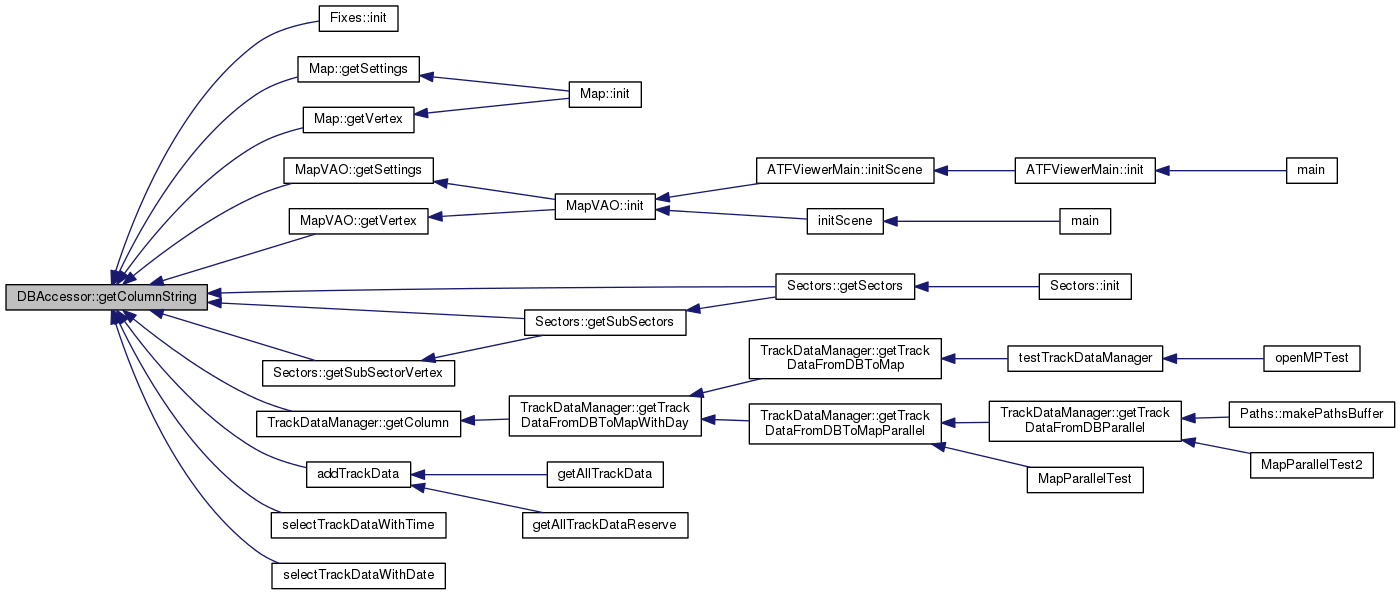 Fixes::init
Map::getSettings
Map::init
Map::getVertex
MapVAO::getSettings
ATFViewerMain::initScene
ATFViewerMain::init
main
MapVAO::init
MapVAO::getVertex
initScene
main
DBAccessor::getColumnString
Sectors::getSectors
Sectors::init
Sectors::getSubSectors
Sectors::getSubSectorVertex
TrackDataManager::getTrack
DataFromDBToMap
testTrackDataManager
openMPTest
TrackDataManager::getColumn
TrackDataManager::getTrack
DataFromDBToMapWithDay
TrackDataManager::getTrack
DataFromDBToMapParallel
TrackDataManager::getTrack
DataFromDBParallel
Paths::makePathsBuffer
MapParallelTest2
MapParallelTest
addTrackData
getAllTrackData
getAllTrackDataReserve
selectTrackDataWithTime
selectTrackDataWithDate